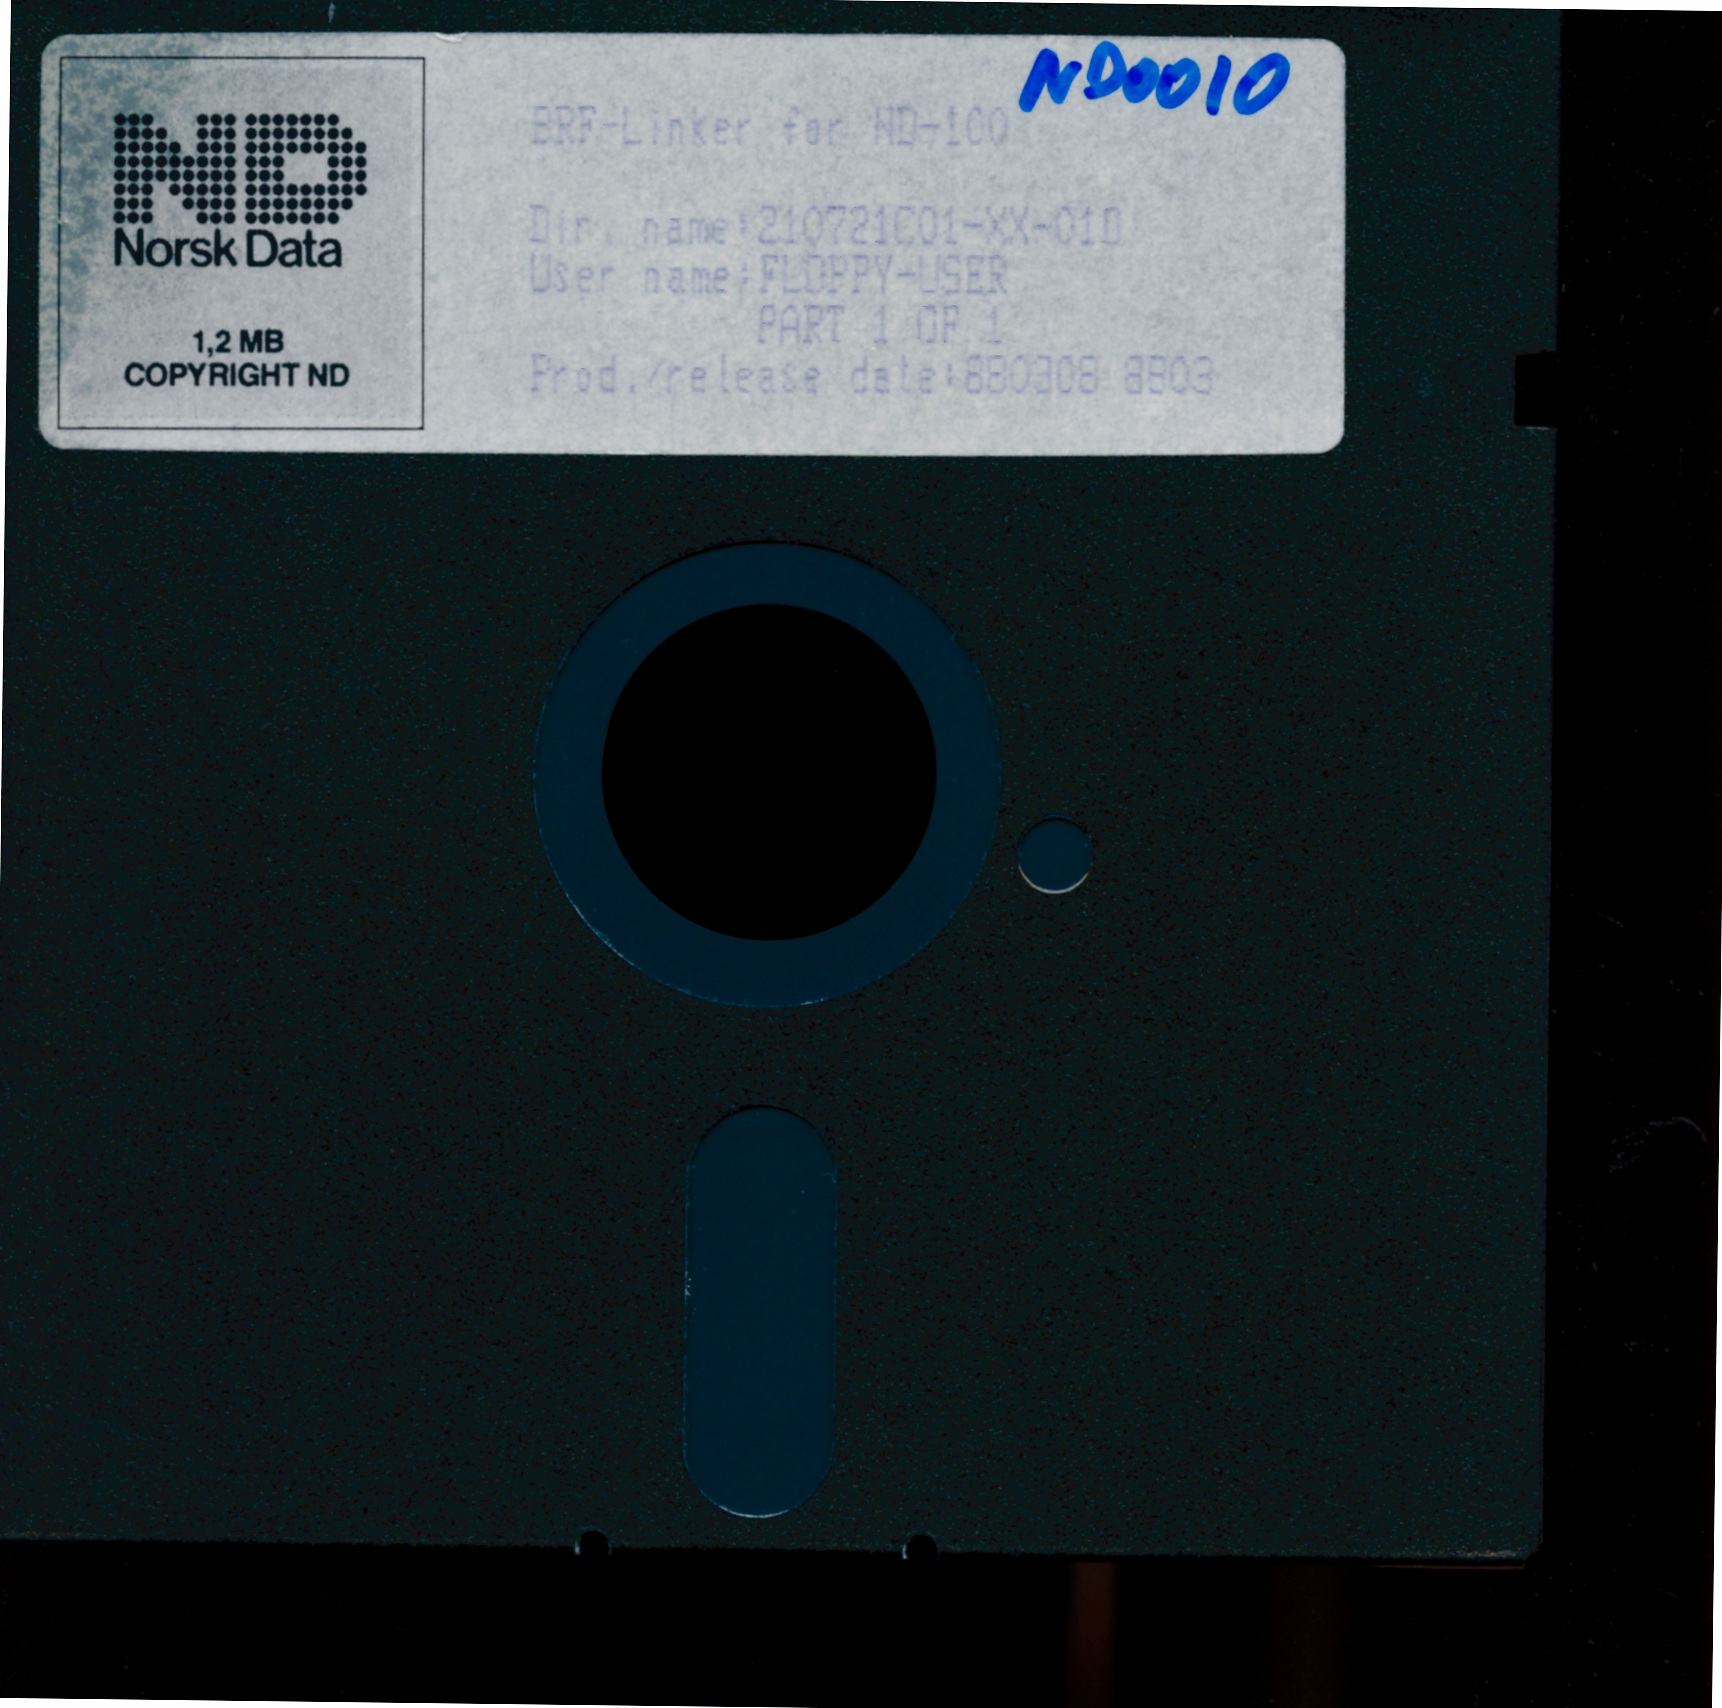 ND0010
ND
Norsk Data
1,2 MB
COPYRIGHT ND
BRF-Linker for ND-100
Dir. name:210721C01-XX-01D
User name:FLOPPY-USER
PART 1 OF 1
Prod./release date:880308 8803